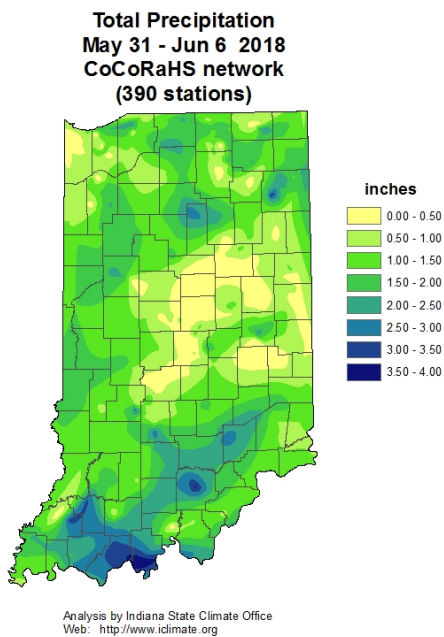 Total Precipitation
May 31 - Jun 6 2018
CoCoRaHS network
(390 stations)
inches
0.00 - 0.50
0.50 - 1.00
1.00 - 1.50
1.50 - 2.00
2.00 - 2.50
2.50 - 3.00
3.00 - 3.50
3.50 - 4.00
Analysis by Indiana State Climate Office
Web: http://www.iclimate.org